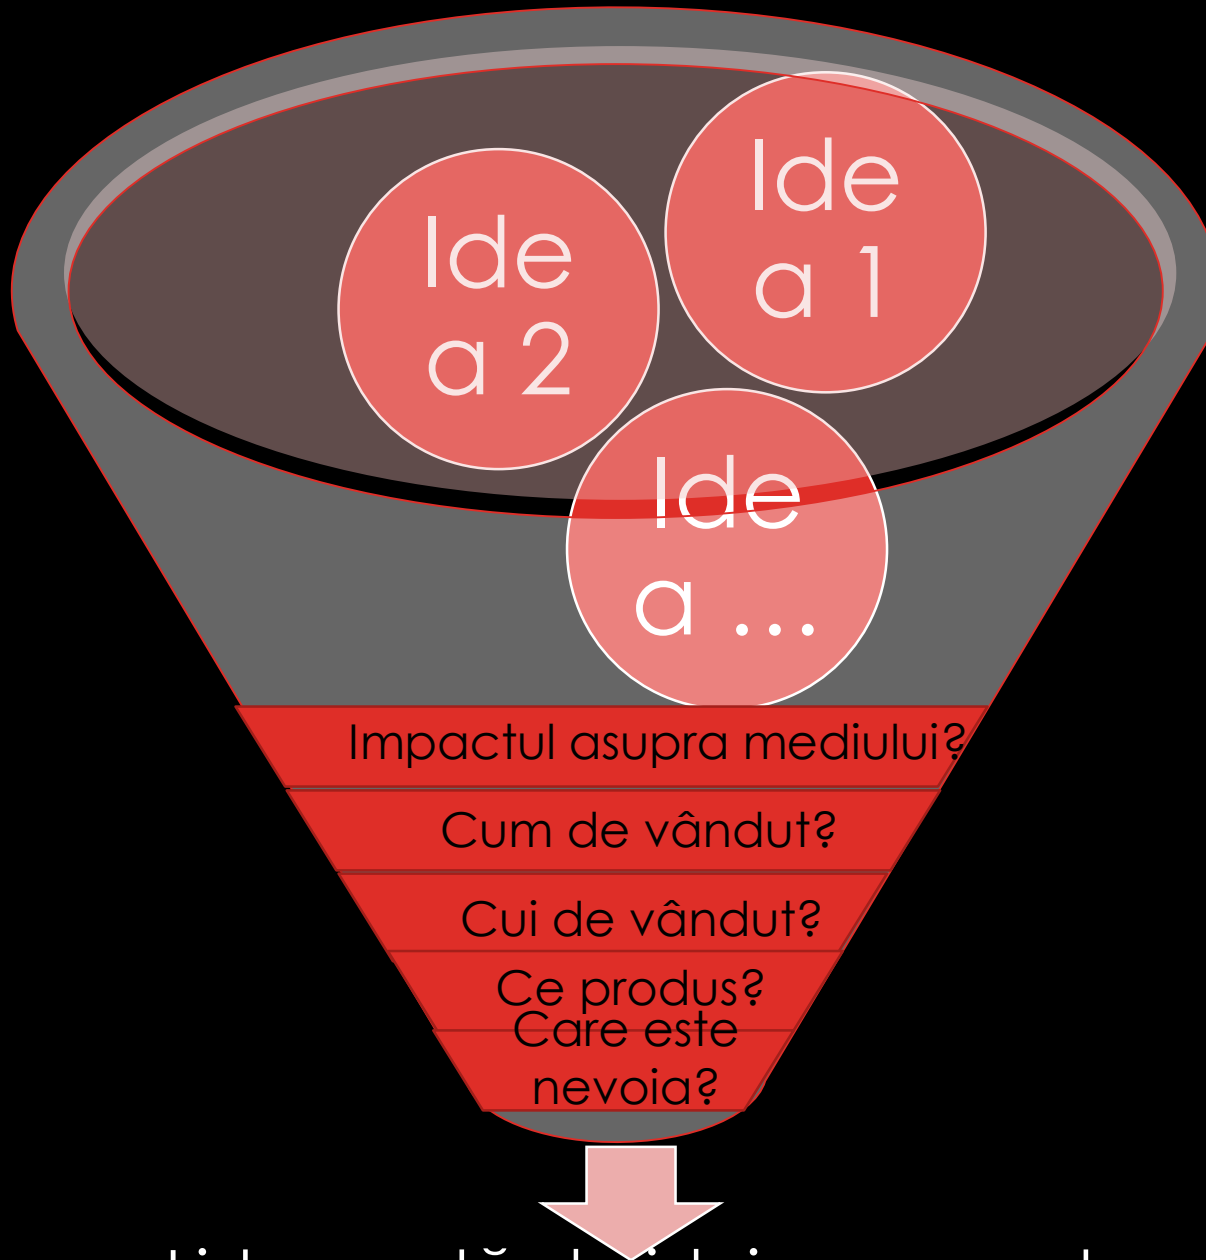 Ide
a 1
Ide
a 2
Ide
a ...
Impactul asupra mediului?
Cum de vândut?
Cui de vândut?
Ce produs?
Care este
nevoia?